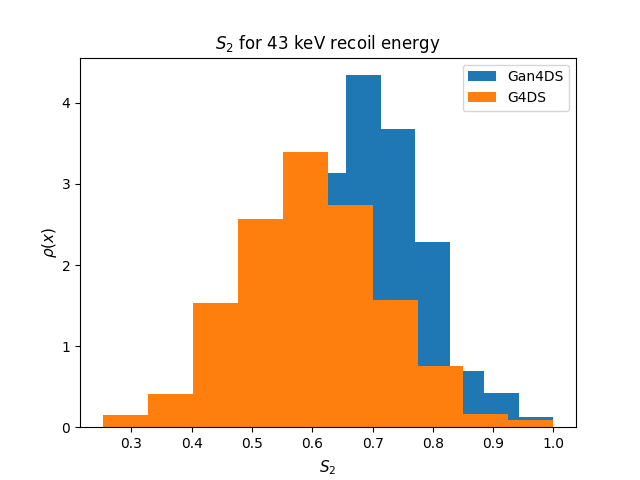 S₂ for 43 keV recoil energy
Gan4DS
G4DS
ρ(x)
4
3
2
1
0
0.3 0.4 0.5 0.6 0.7 0.8 0.9 1.0
S₂